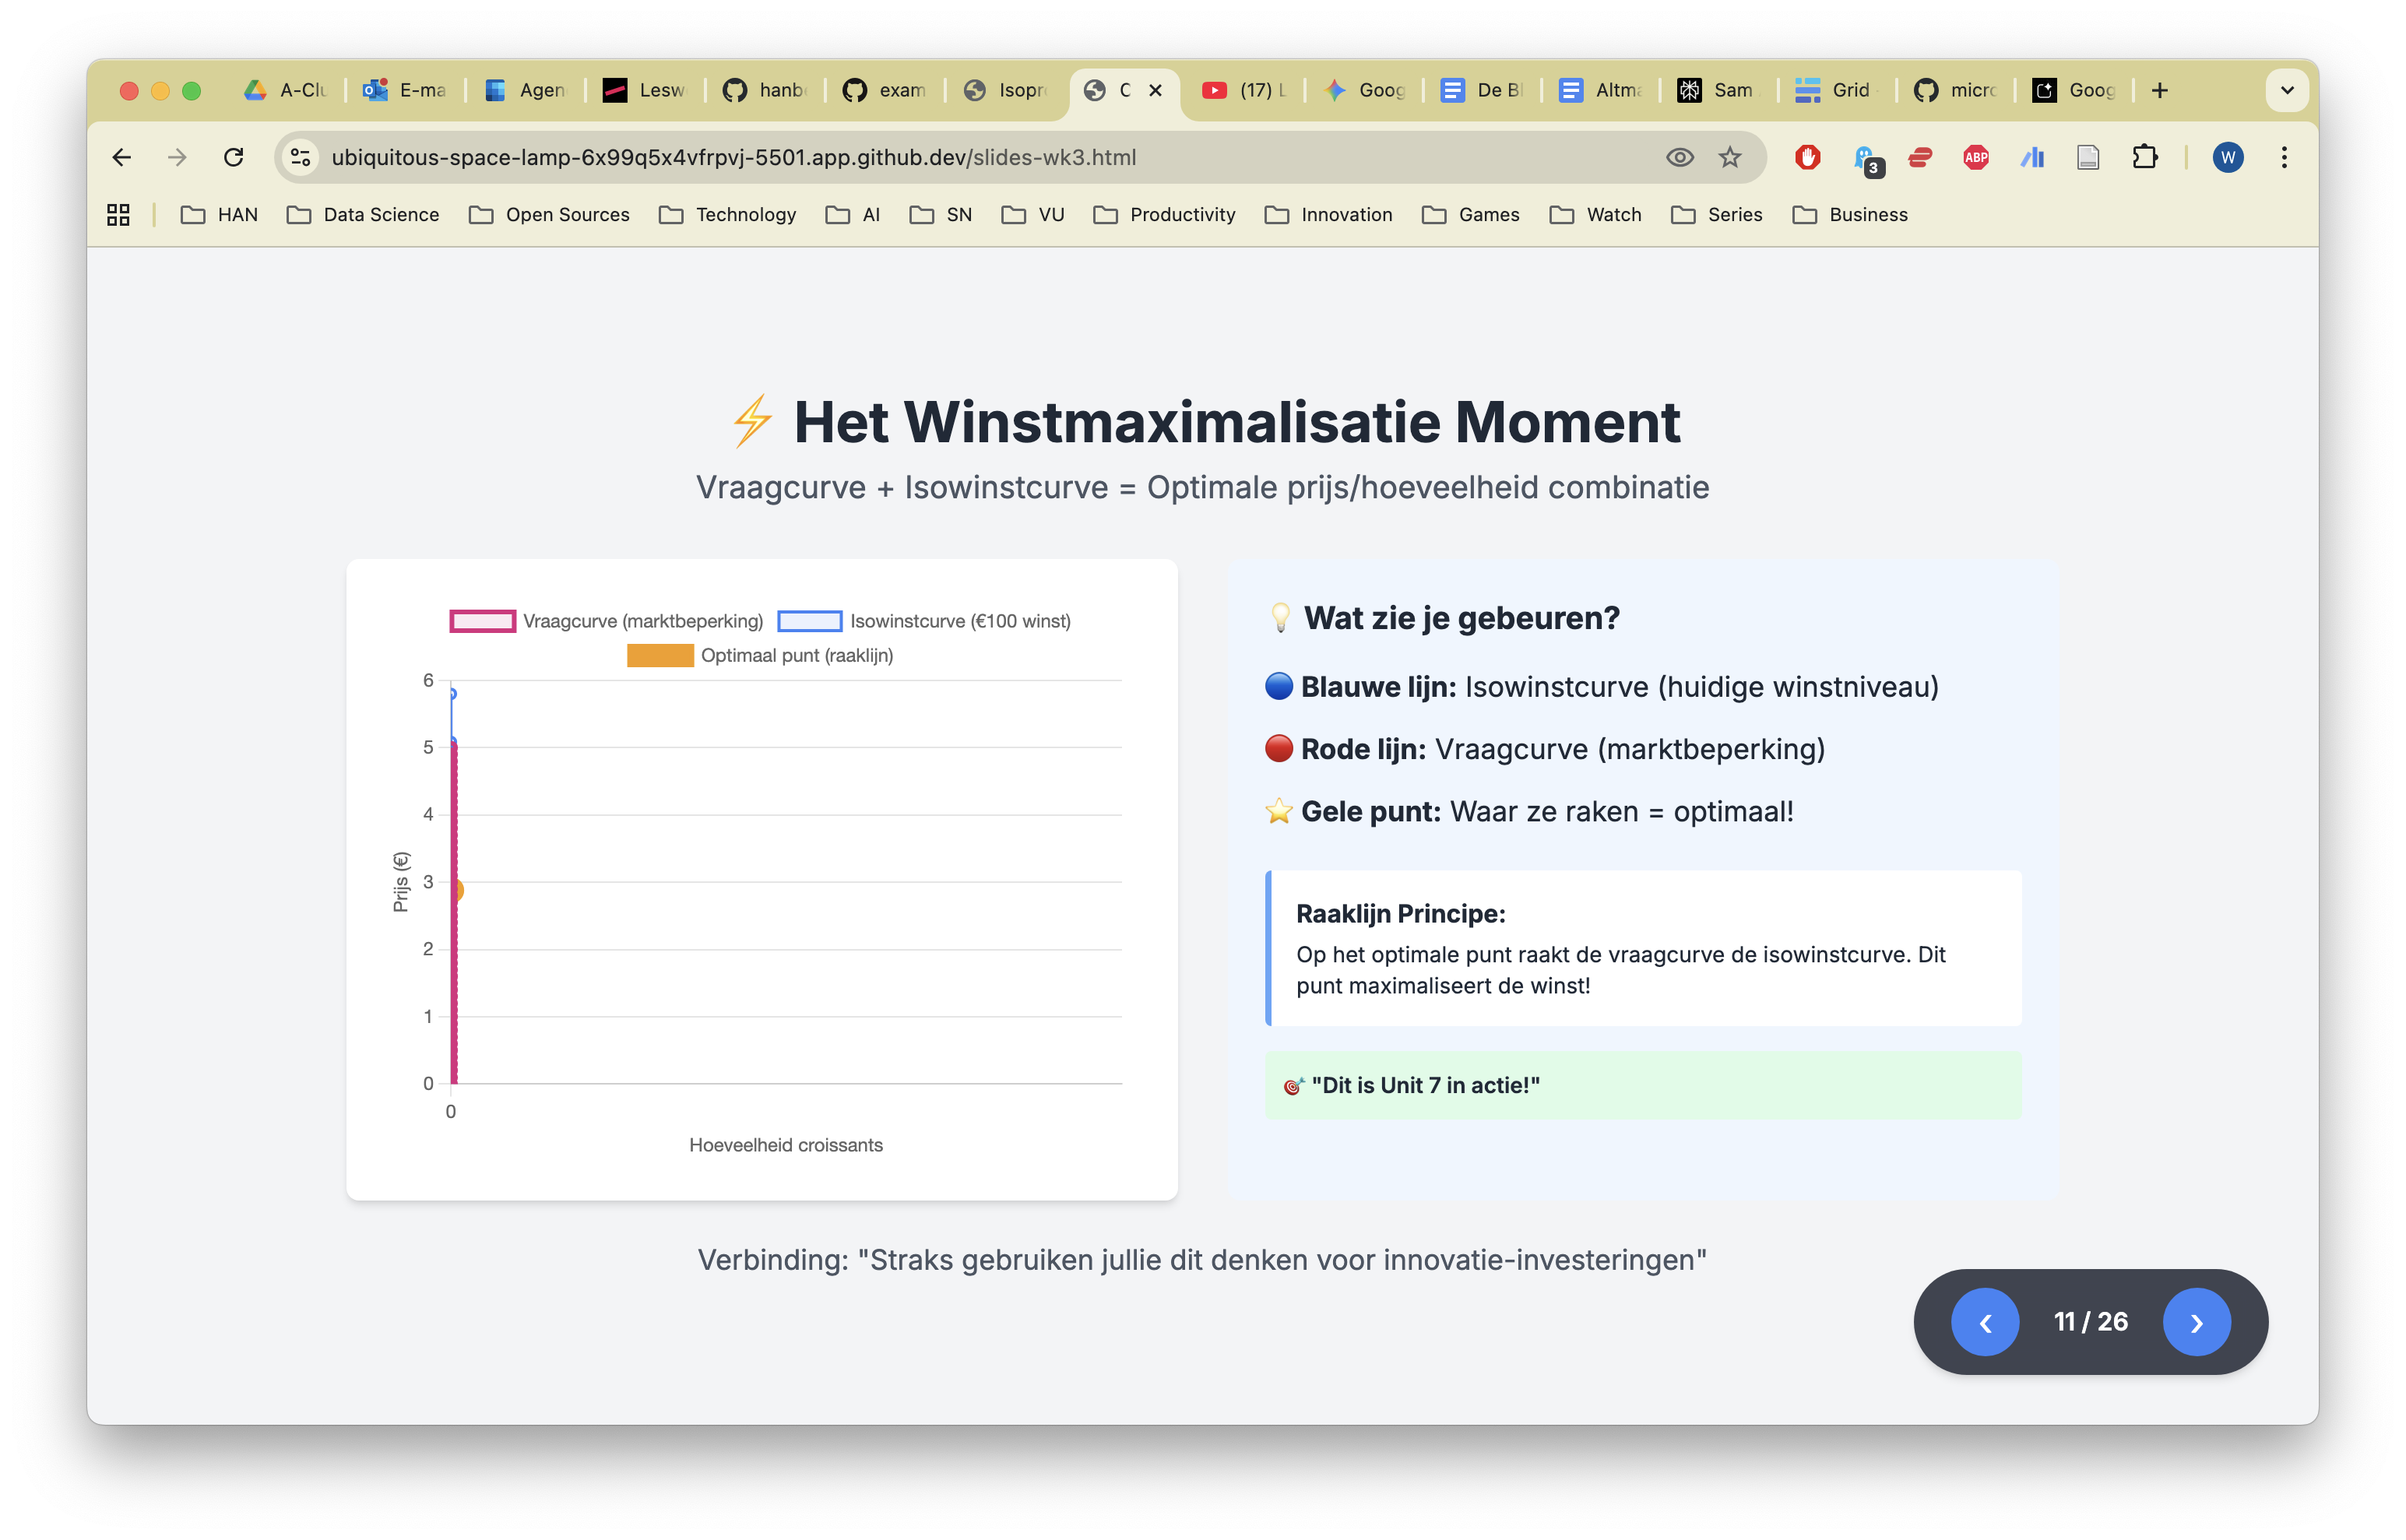 A-Clu
E-ma
Agen
Lesw
hanb
exam
Isopr
C
(17) L
Goog
De Bl
Altma
Sam
Grid
micro
Goog
ubiquitous-space-lamp-6x99q5x4vfrpvj-5501.app.github.dev/slides-wk3.html
3
ABP
W
HAN
Data Science
Open Sources
Technology
AI
SN
VU
Productivity
Innovation
Games
Watch
Series
Business
⚡ Het Winstmaximalisatie Moment
Vraagcurve + Isowinstcurve = Optimale prijs/hoeveelheid combinatie
Vraagcurve (marktbeperking)
Isowinstcurve (€100 winst)
Optimaal punt (raaklijn)
6
5
4
3
2
1
0
Prijs (€)
0
Hoeveelheid croissants
💡 Wat zie je gebeuren?
🔵 Blauwe lijn: Isowinstcurve (huidige winstniveau)
🔴 Rode lijn: Vraagcurve (marktbeperking)
⭐ Gele punt: Waar ze raken = optimaal!
Raaklijn Principe:
Op het optimale punt raakt de vraagcurve de isowinstcurve. Dit
punt maximaliseert de winst!
🎯 "Dit is Unit 7 in actie!"
Verbinding: "Straks gebruiken jullie dit denken voor innovatie-investeringen"
‹ 11 / 26 ›